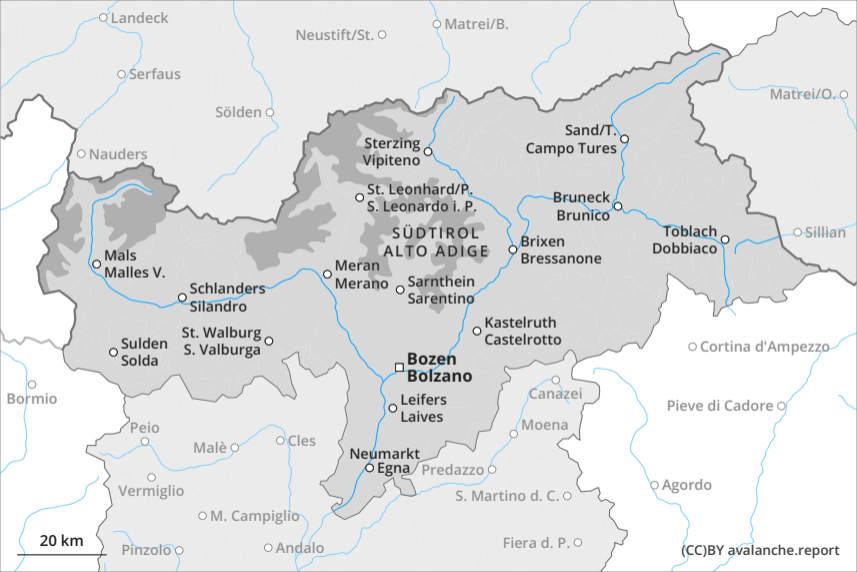 Landeck
Matrei/B.
Neustift/St.
Serfaus
Matrei/O.
Sölden
Sand/T.
Campo Tures
Sterzing
Vipiteno
Nauders
St. Leonhard/P.
S. Leonardo i. P.
Bruneck
Brunico
SÜDTIROL
ALTO ADIGE
Toblach
Dobbiaco
Sillian
Brixen
Bressanone
Mals
Malles V.
Meran
Merano
Sarnthein
Sarentino
Schlanders
Silandro
Kastelruth
Castelrotto
St. Walburg
S. Valburga
Sulden
Solda
Cortina d'Ampezzo
Bozen
Bolzano
Bormio
Canazei
Leifers
Laives
Pieve di Cadore
Peio
Moena
Malè
Cles
Neumarkt
Egna
Predazzo
Vermiglio
Agordo
S. Martino d. C.
M. Campiglio
20 km
Pinzolo
Andalo
Fiera d. P.
(CC)BY avalanche.report